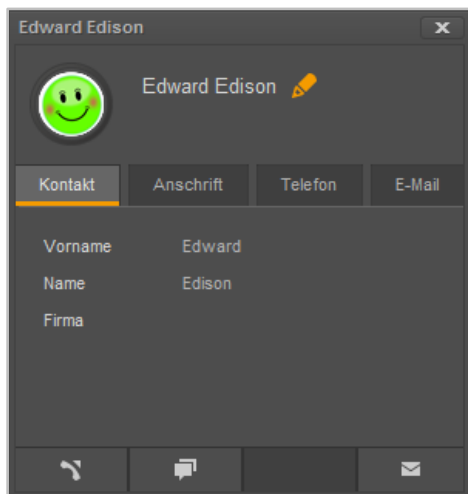 Edward Edison
Edward Edison
Kontakt Anschrift Telefon E-Mail
Vorname Edward
Name Edison
Firma